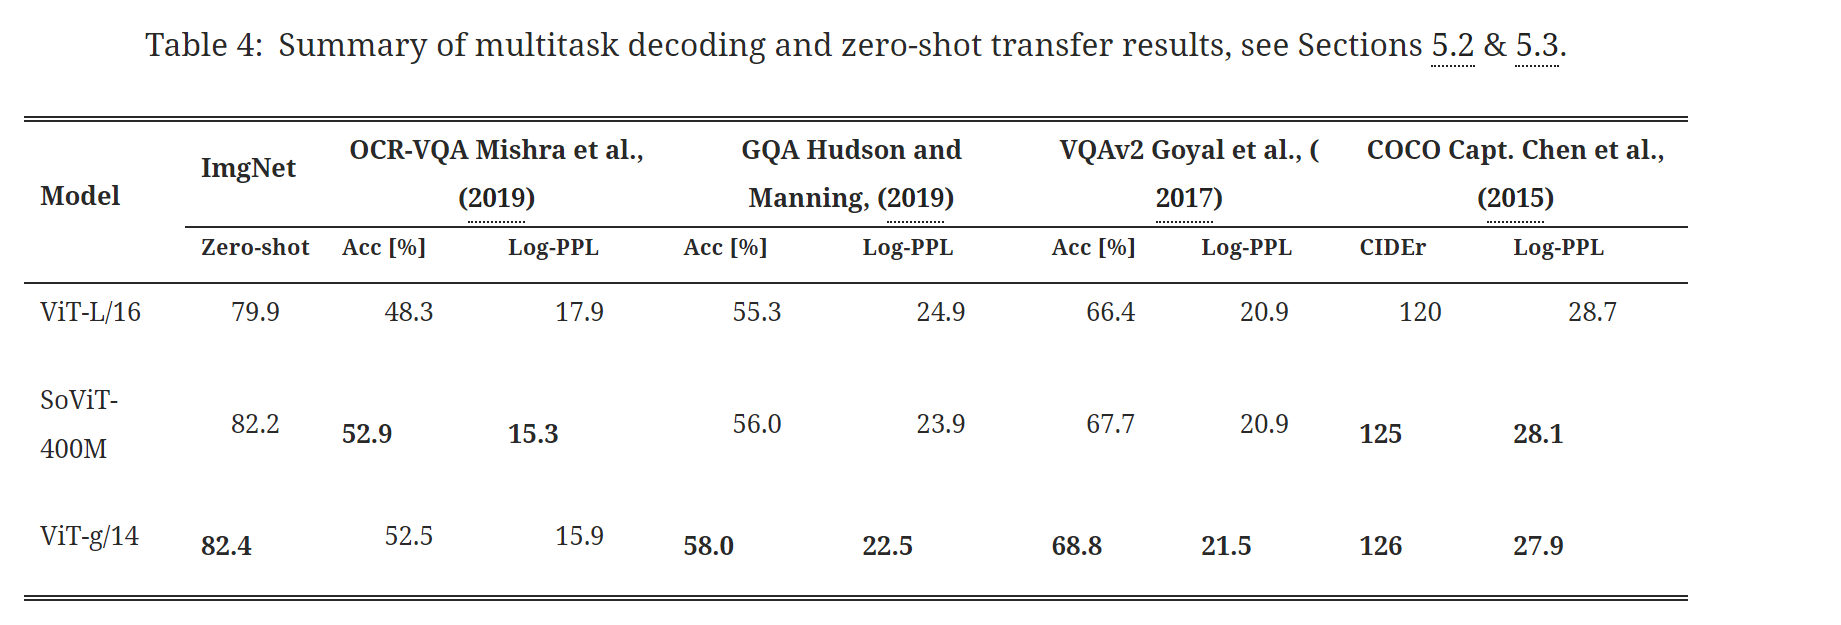 Table 4: Summary of multitask decoding and zero-shot transfer results, see Sections 5.2 & 5.3.
Model ImgNet OCR-VQA Mishra et al., (2019) GQA Hudson and Manning, (2019) VQAv2 Goyal et al., (2017) COCO Capt. Chen et al., (2015)
Zero-shot Acc [%] Log-PPL Acc [%] Log-PPL Acc [%] Log-PPL CIDEr Log-PPL
ViT-L/16 79.9 48.3 17.9 55.3 24.9 66.4 20.9 120 28.7
SoViT-400M 82.2 52.9 15.3 56.0 23.9 67.7 20.9 125 28.1
ViT-g/14 82.4 52.5 15.9 58.0 22.5 68.8 21.5 126 27.9